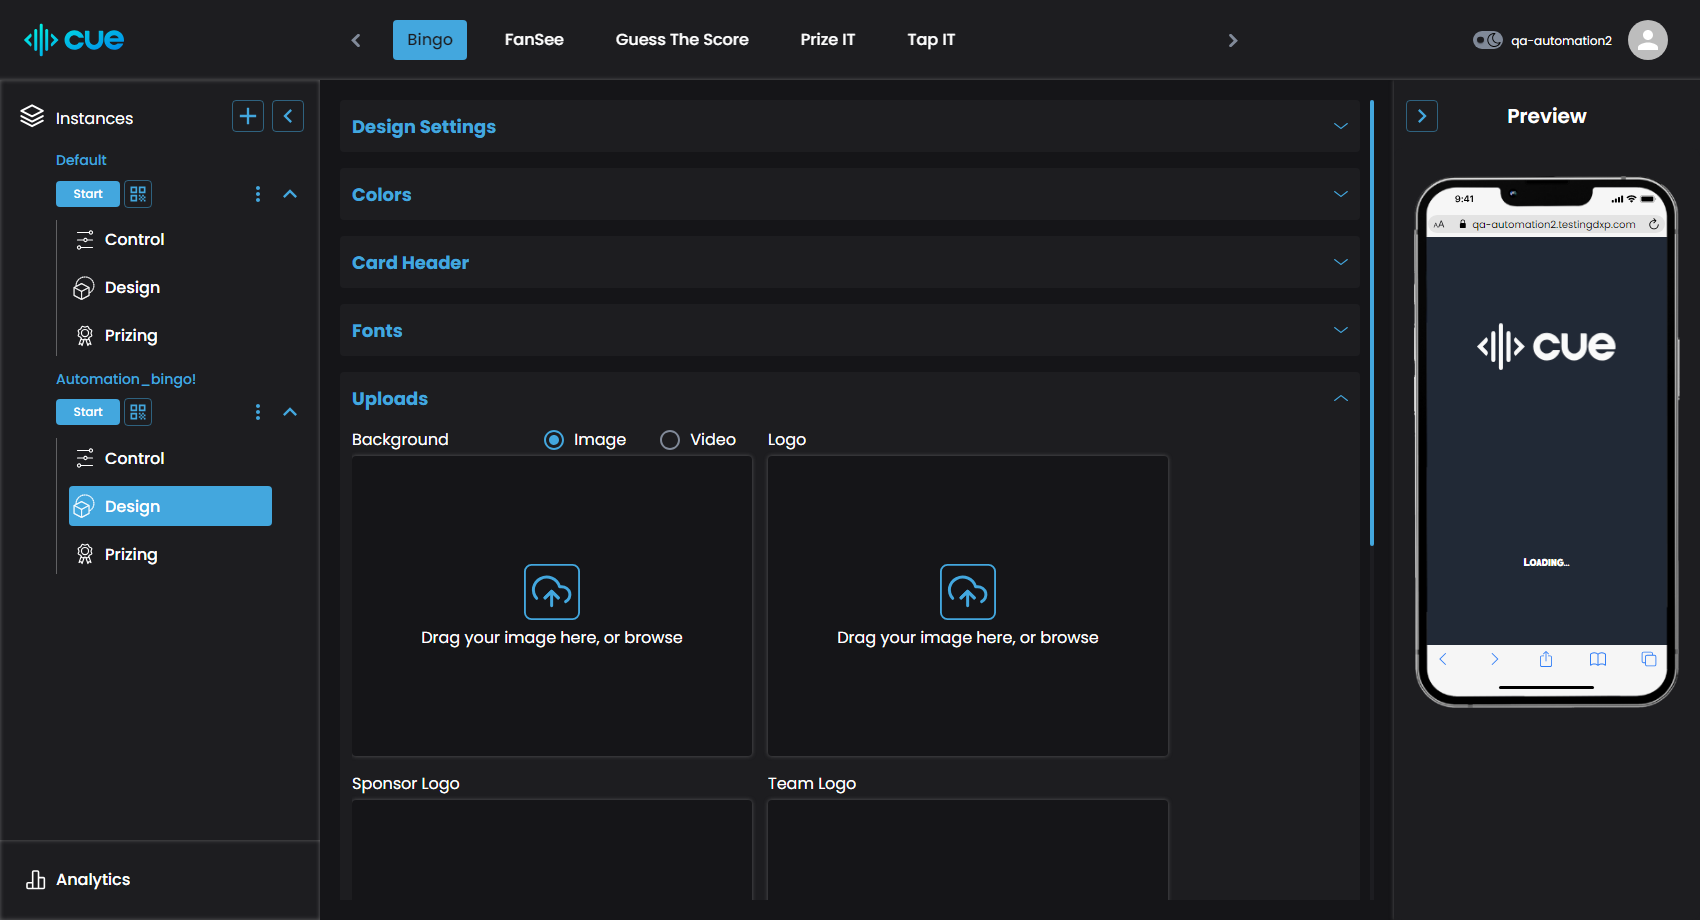 cue
Bingo
FanSee
Guess The Score
Prize IT
Tap IT
qa-automation2
Instances
Default
Start
Control
Design
Prizing
Automation_bingo!
Start
Control
Design
Prizing
Analytics
Design Settings
Colors
Card Header
Fonts
Uploads
Background
Image
Video
Logo
Drag your image here, or browse
Drag your image here, or browse
Sponsor Logo
Team Logo
Preview
9:41
AA
qa-automation2.testingdxp.com
cue
LOADING...